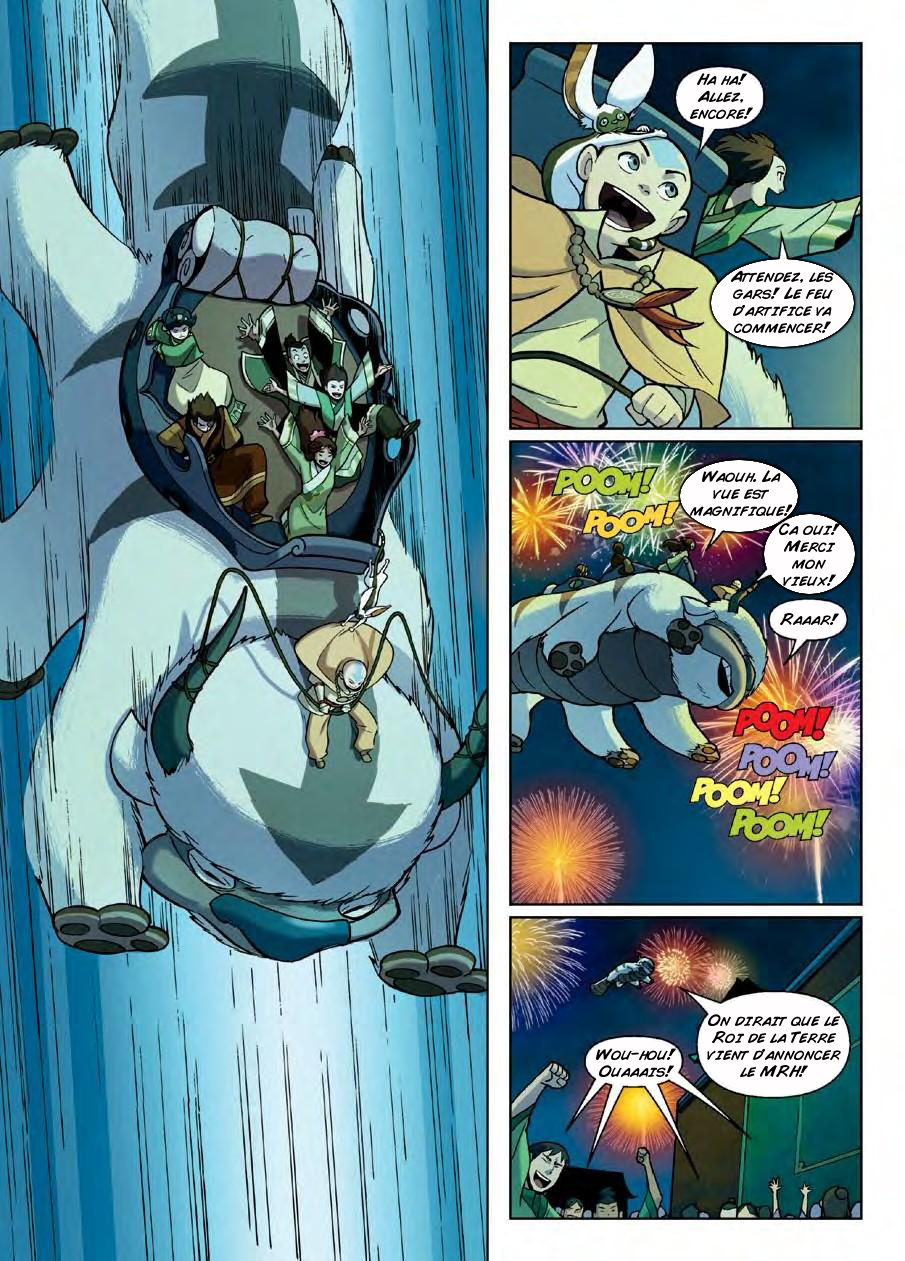 HA HA!
ALLEZ,
ENCORE!
ATTENDEZ, LES
GARS! LE FEU
D'ARTIFICE VA
COMMENCER!
POOM!
POOM!
WAOUH. LA
VUE EST
MAGNIFIQUE!
CA OUI!
MERCI
MON
VIEUX!
RAAAR!
POOM!
POOM!
POOM!
POOM!
ON DIRAIT QUE LE
ROI DE LA TERRE
VIENT D'ANNONCER
LE MRH!
WOU-HOU!
OUAAAIS!